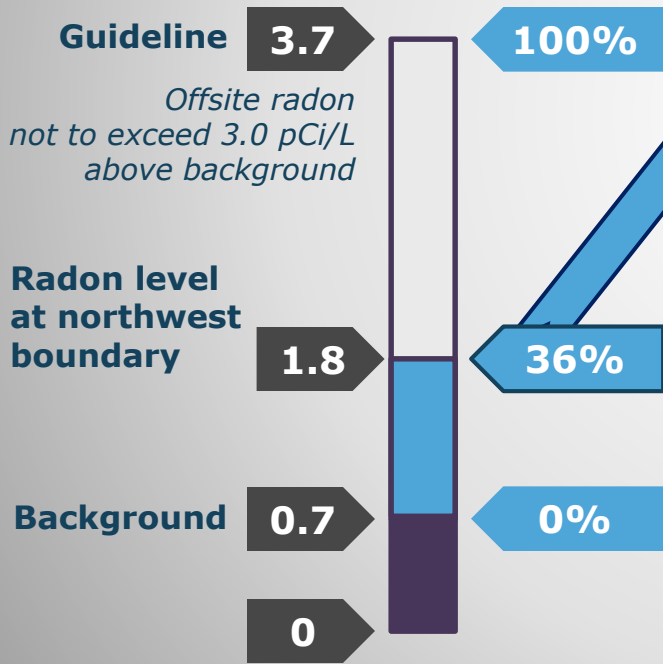 Guideline 3.7 100%
Offsite radon
not to exceed 3.0 pCi/L
above background
Radon level
at northwest
boundary 1.8 36%
Background 0.7 0%
0